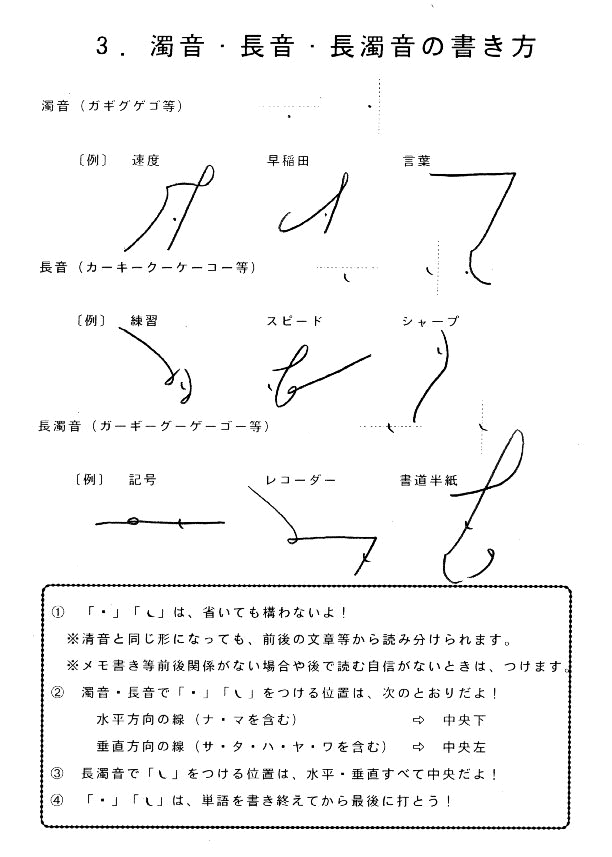 3．濁音・長音・長濁音の書き方
濁音（ガギグゲゴ等）
〔例〕 速度 早稲田 言葉
長音（カーキークーケーコー等）
〔例〕 練習 スピード シャープ
長濁音（ガーギーグーゲーゴー等）
〔例〕 記号 レコーダー 書道半紙
① 「・」「㇏」は、省いても構わないよ！
※清音と同じ形になっても、前後の文章等から読み分けられます。
※メモ書き等前後関係がない場合や後で読む自信がないときは、つけます。
② 濁音・長音で「・」「㇏」をつける位置は、次のとおりだよ！
水平方向の線（ナ・マを含む） ⇨ 中央下
垂直方向の線（サ・タ・ハ・ヤ・ワを含む） ⇨ 中央左
③ 長濁音で「㇏」をつける位置は、水平・垂直すべて中央だよ！
④ 「・」「㇏」は、単語を書き終えてから最後に打とう！